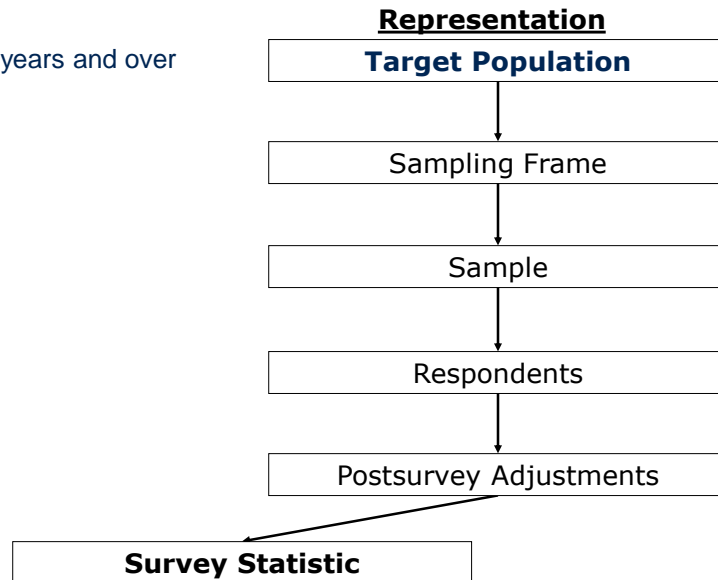 Representation
years and over
Target Population
Sampling Frame
Sample
Respondents
Postsurvey Adjustments
Survey Statistic